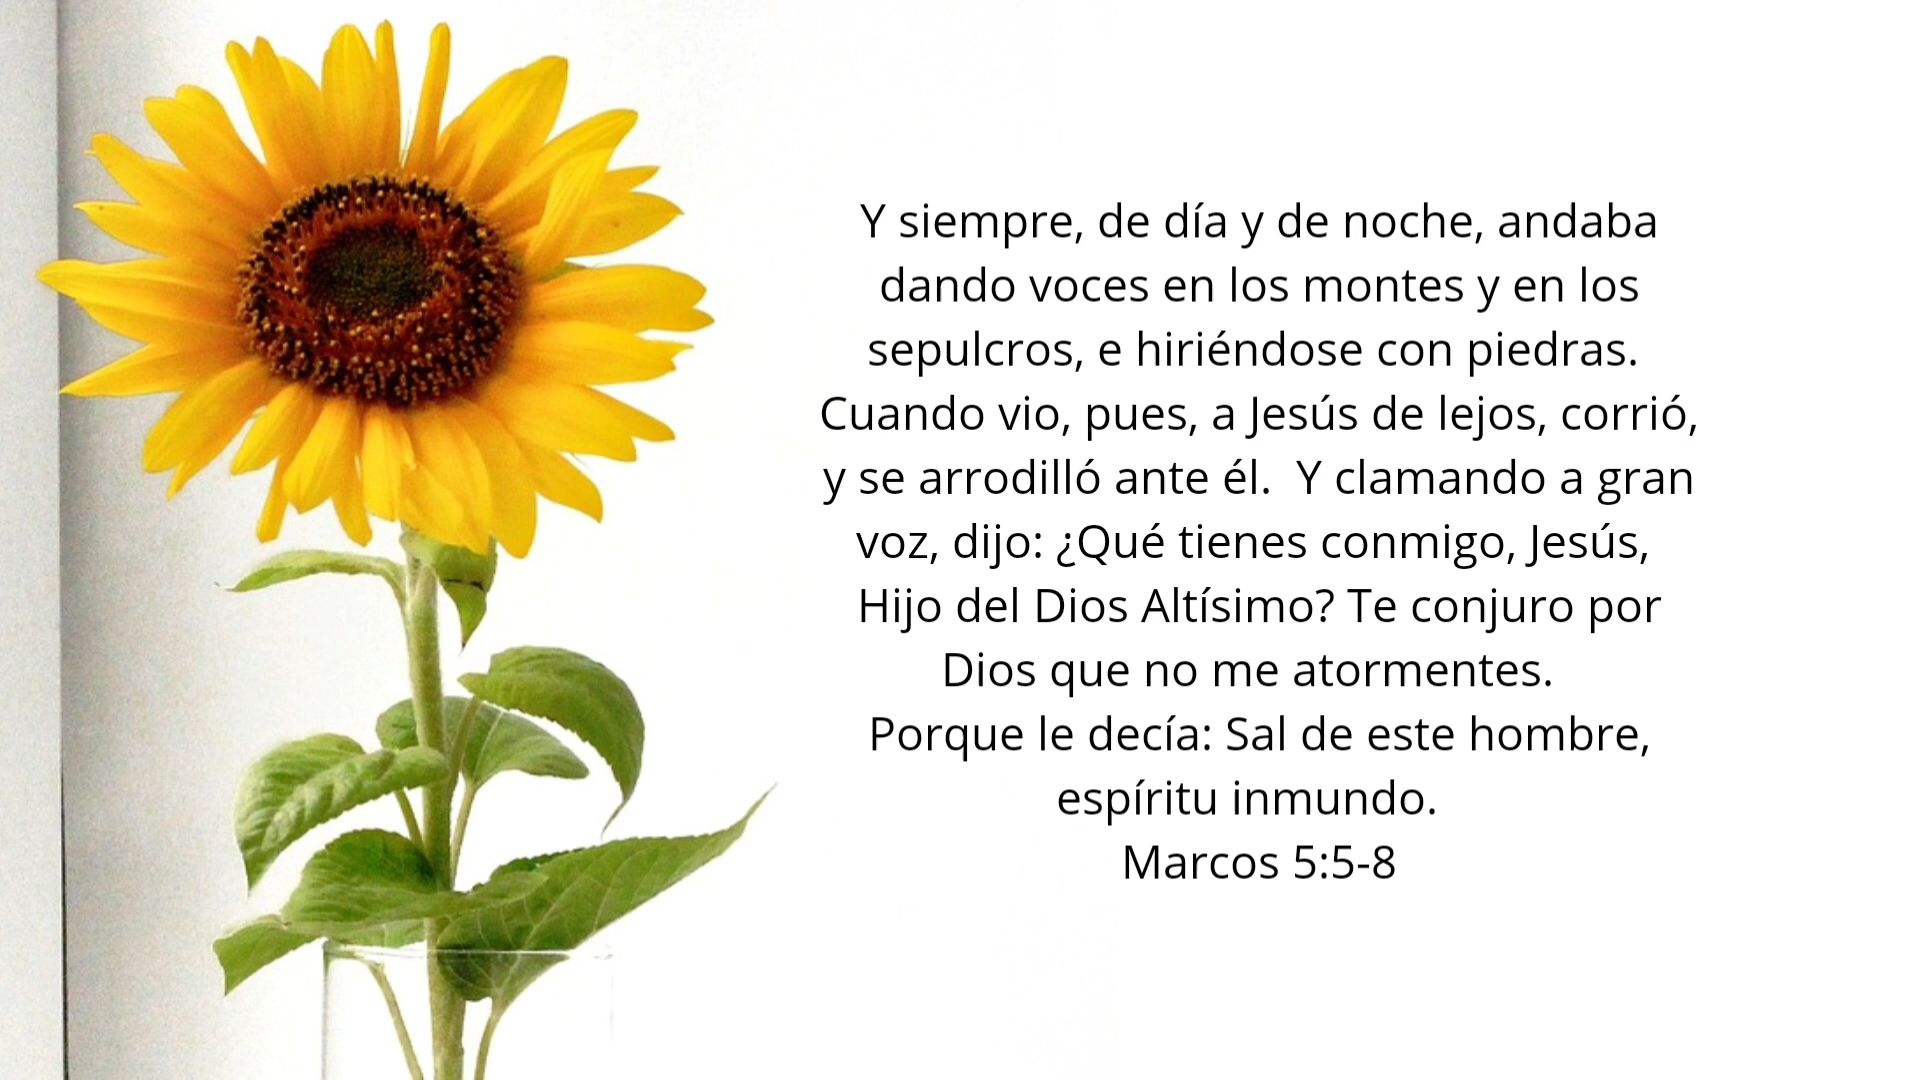 Y siempre, de día y de noche, andaba
dando voces en los montes y en los
sepulcros, e hiriéndose con piedras.
Cuando vio, pues, a Jesús de lejos, corrió,
y se arrodilló ante él.  Y clamando a gran
voz, dijo: ¿Qué tienes conmigo, Jesús,
Hijo del Dios Altísimo? Te conjuro por
Dios que no me atormentes.
Porque le decía: Sal de este hombre,
espíritu inmundo.
Marcos 5:5-8